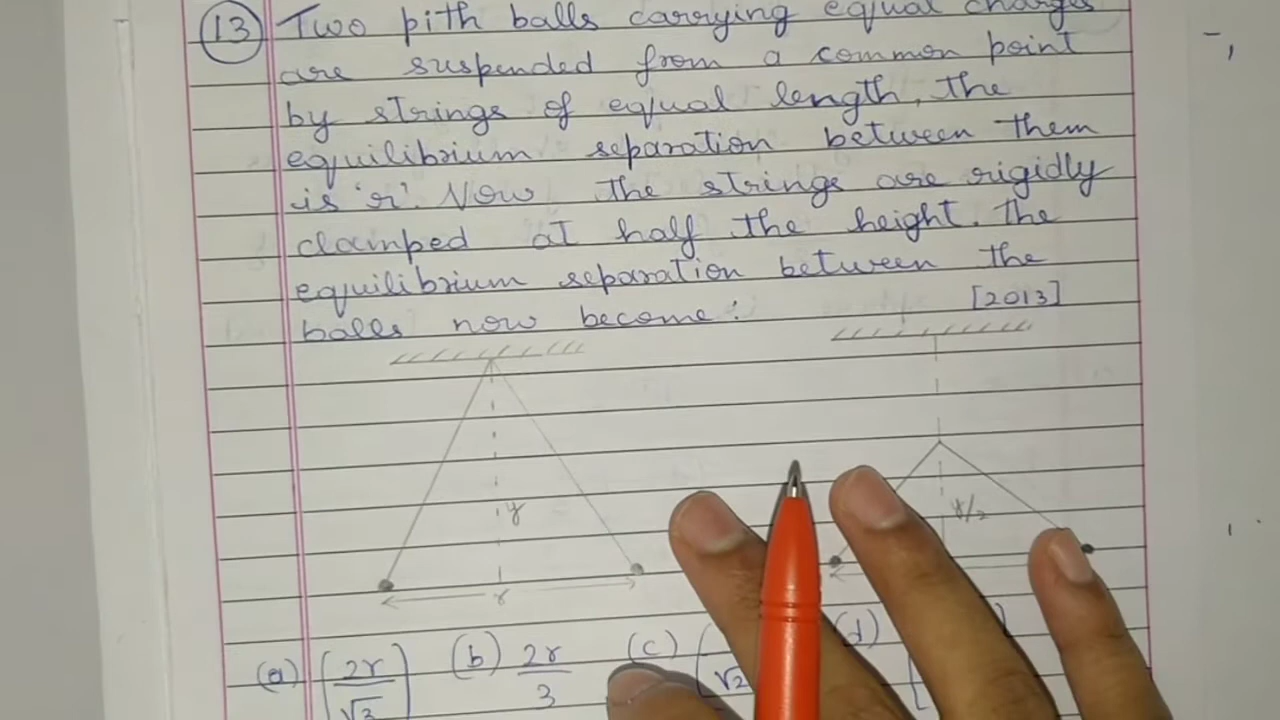 13 Two pith balls carrying equal charges
are suspended from a common point
by strings of equal length, The
equilibrium separation between them
is 'r'. Now the strings are rigidly
clamped at half the height. The
equilibrium separation between the
balls now become: [2013]
y
y/2
r
(a) (2r/√3) (b) 2r/3 (c) ( √2 (d) (